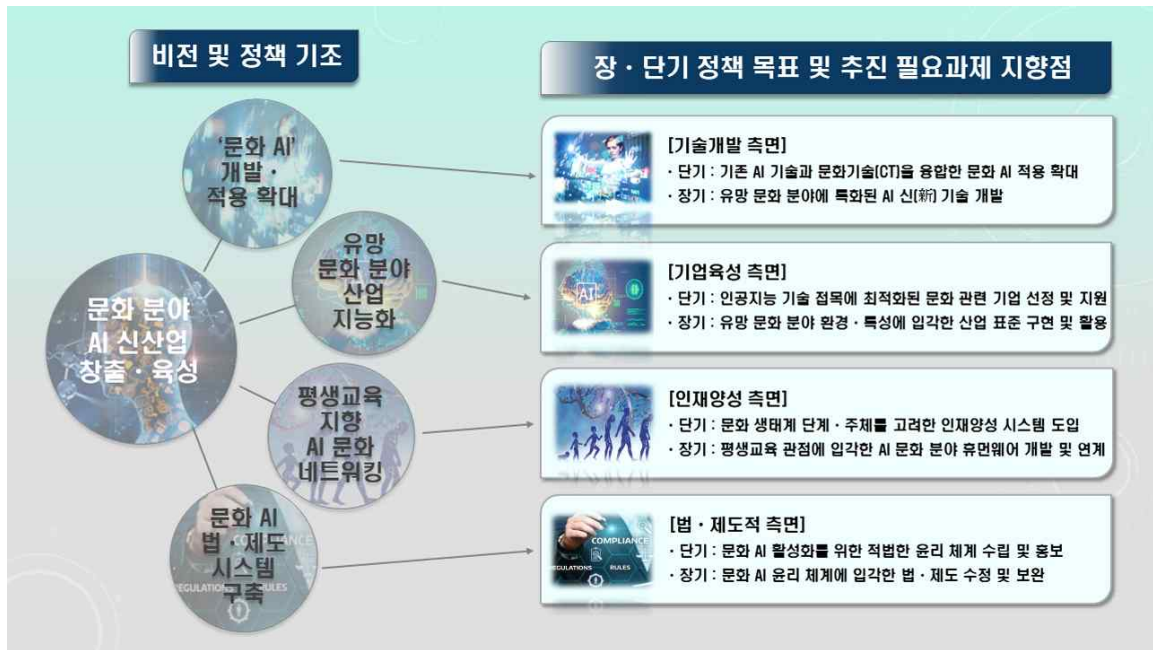 비전 및 정책 기조
장 · 단기 정책 목표 및 추진 필요과제 지향점
문화 분야
AI 신산업
창출 · 육성
'문화 AI'
개발 ·
적용 확대
유망
문화 분야
산업
지능화
평생교육
지향
AI 문화
네트워킹
문화 AI
법 · 제도
시스템
구축
COMPLIANCE
REGULATIONS
RULES
[기술개발 측면]
· 단기 : 기존 AI 기술과 문화기술(CT)을 융합한 문화 AI 적용 확대
· 장기 : 유망 문화 분야에 특화된 AI 신(新) 기술 개발
AI
[기업육성 측면]
· 단기 : 인공지능 기술 접목에 최적화된 문화 관련 기업 선정 및 지원
· 장기 : 유망 문화 분야 환경 · 특성에 입각한 산업 표준 구현 및 활용
[인재양성 측면]
· 단기 : 문화 생태계 단계 · 주체를 고려한 인재양성 시스템 도입
· 장기 : 평생교육 관점에 입각한 AI 문화 분야 휴먼웨어 개발 및 연계
COMPLIANCE
REGULATIONS
RULES
[법 · 제도적 측면]
· 단기 : 문화 AI 활성화를 위한 적법한 윤리 체계 수립 및 홍보
· 장기 : 문화 AI 윤리 체계에 입각한 법 · 제도 수정 및 보완